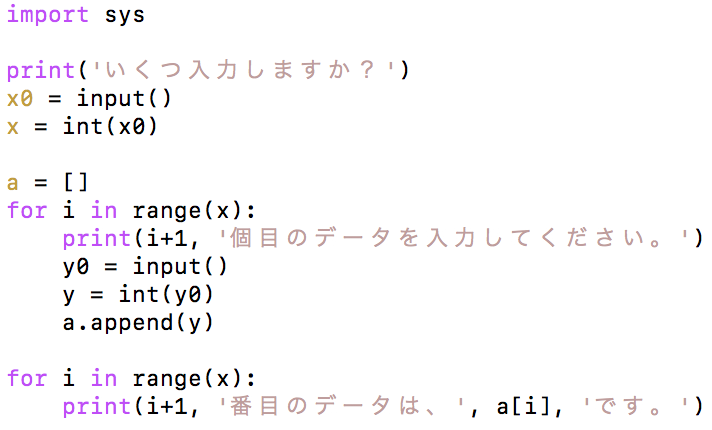 import sys

print('いくつ入力しますか？')
x0 = input()
x = int(x0)

a = []
for i in range(x):
    print(i+1, '個目のデータを入力してください。')
    y0 = input()
    y = int(y0)
    a.append(y)

for i in range(x):
    print(i+1, '番目のデータは、', a[i], 'です。')